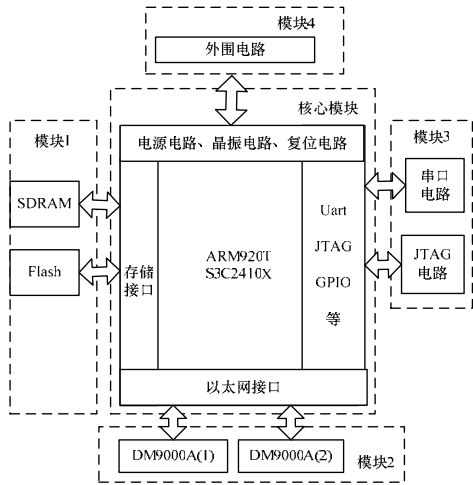 模块4
外围电路
核心模块
电源电路、晶振电路、复位电路
模块1
SDRAM
Flash
存储
接口
ARM920T
S3C2410X
Uart
JTAG
GPIO
等
模块3
串口
电路
JTAG
电路
以太网接口
DM9000A(1)
DM9000A(2)
模块2